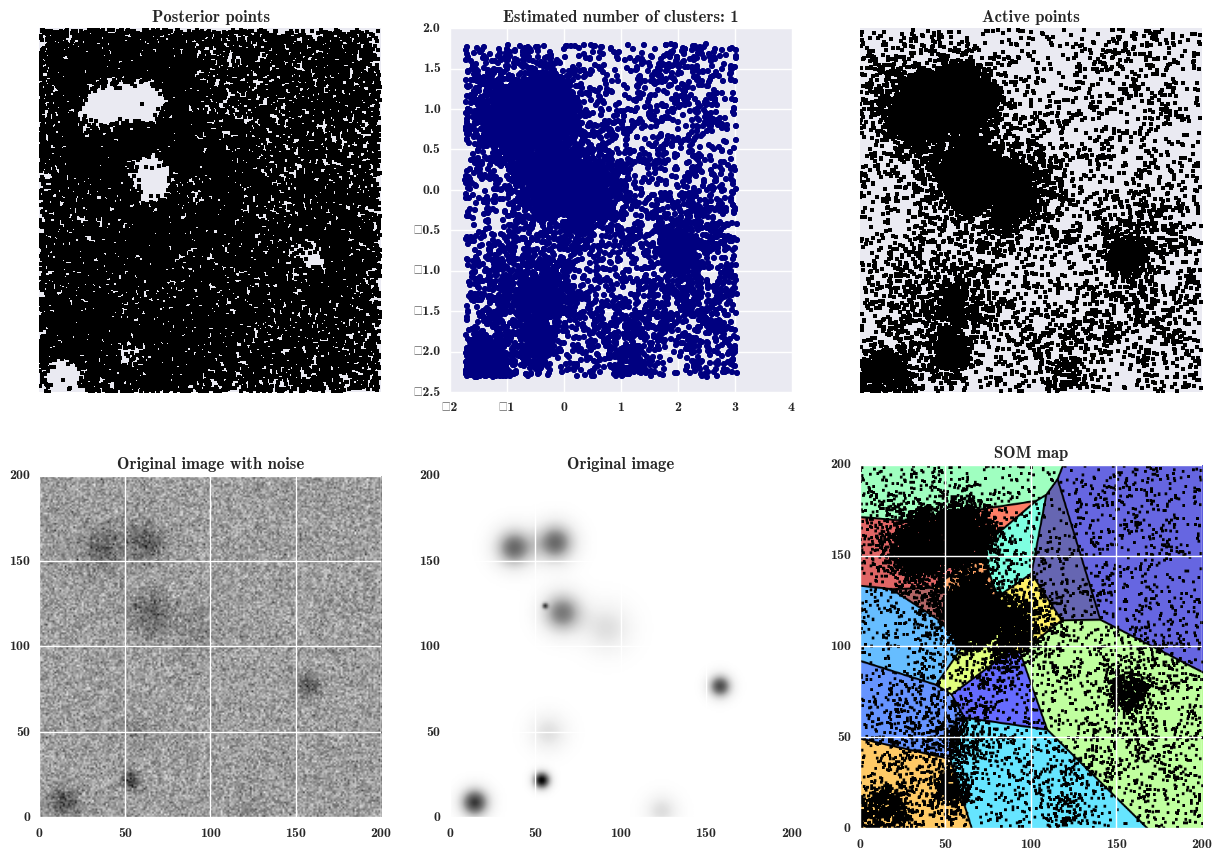 Posterior points
Estimated number of clusters: 1
Active points
2.0
1.5
1.0
0.5
0.0
□0.5
□1.0
□1.5
□2.0
□2.5
□2 □1 0 1 2 3 4
Original image with noise
Original image
SOM map
200
150
100
50
0
0 50 100 150 200
200
150
100
50
0
0 50 100 150 200
200
150
100
50
0
0 50 100 150 200